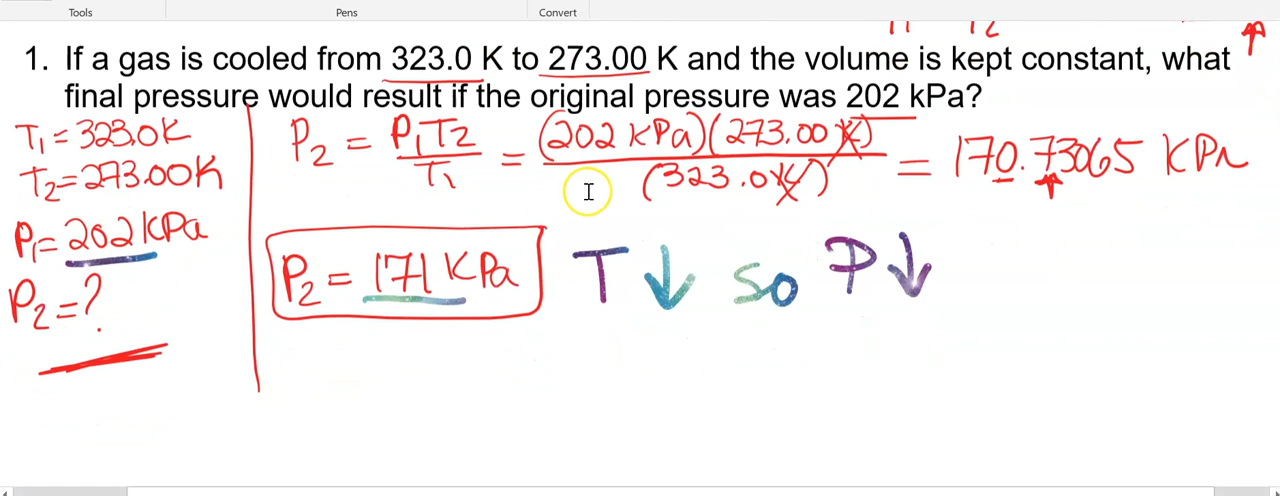 Tools Pens Convert
T1 T2
1. If a gas is cooled from 323.0 K to 273.00 K and the volume is kept constant, what
final pressure would result if the original pressure was 202 kPa?
T1 = 323.0K
T2 = 273.00K
P1 = 202 kPa
P2 = ?
P2 = P1T2 / T1 = (202 kPa)(273.00 K) / (323.0 K) = 170.73065 KPa
P2 = 171 KPa
T ↓ so P ↓